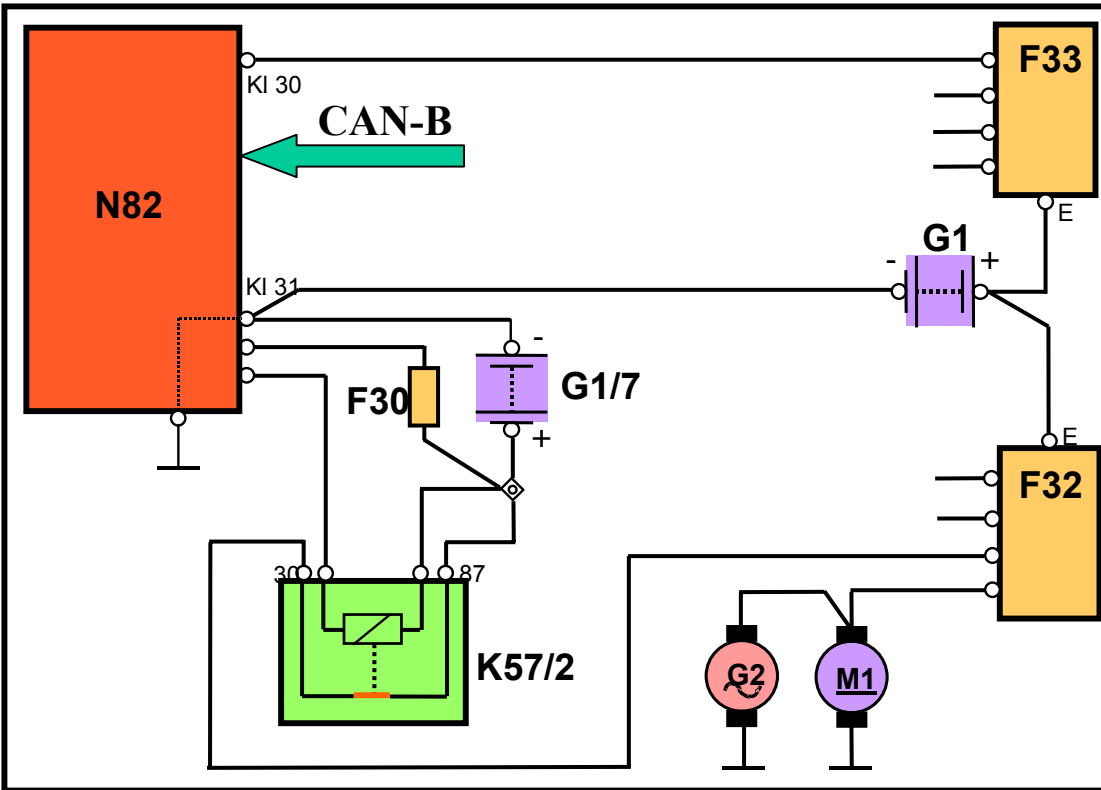 F33
Kl 30
CAN-B
N82
E
G1
- +
Kl 31
-
G1/7
F30
+
E
F32
30
87
K57/2
G2
M1